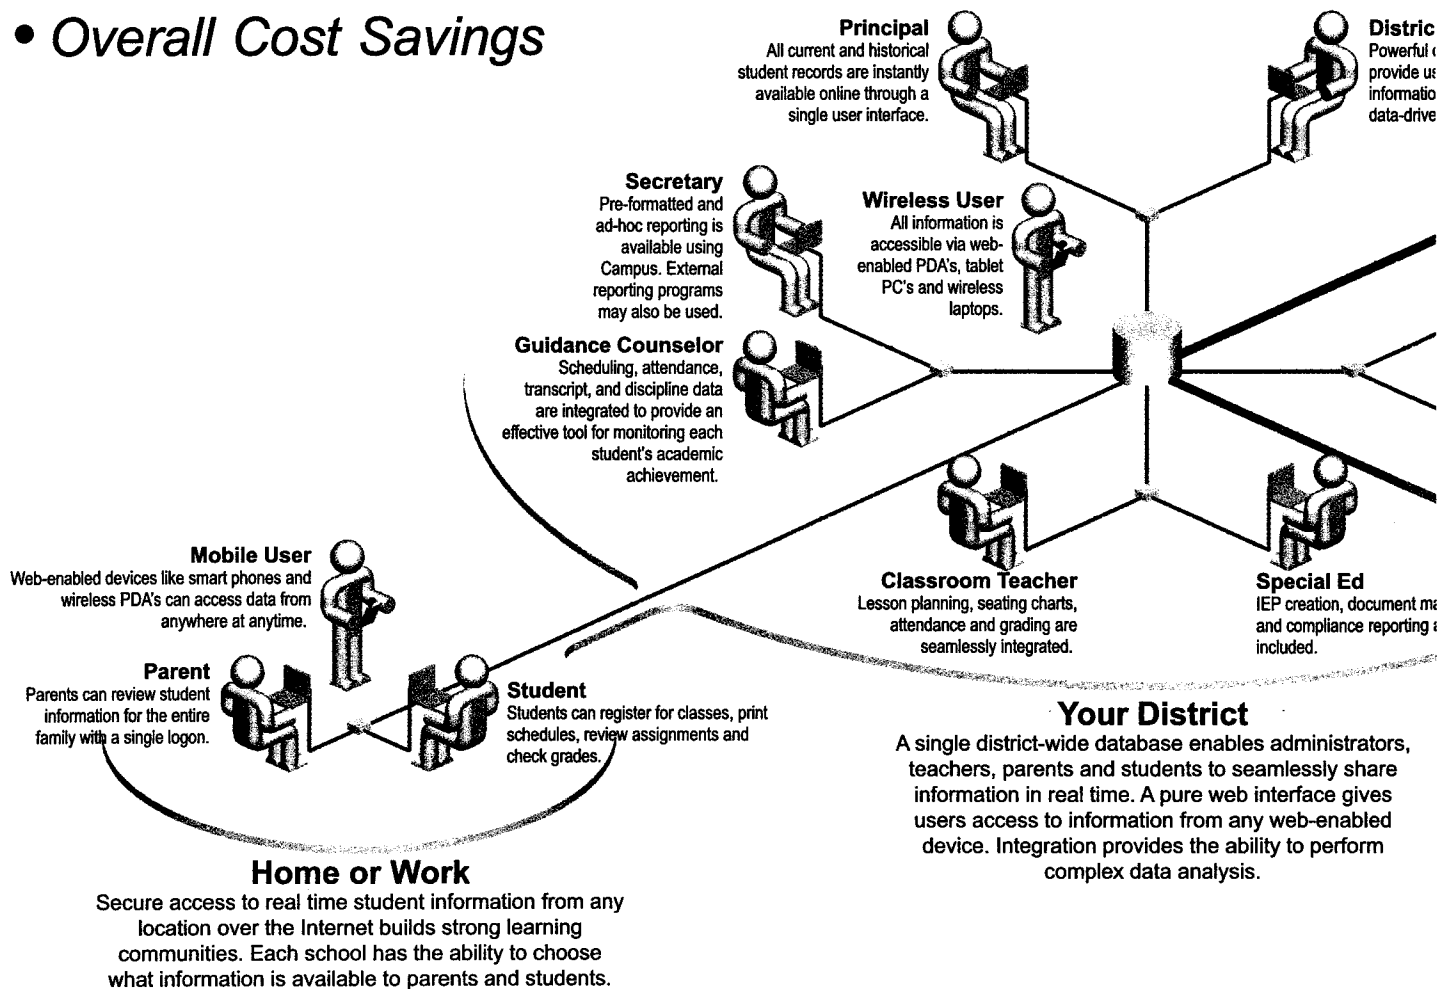 • Overall Cost Savings
Principal
All current and historical
student records are instantly
available online through a
single user interface.
Powerful
provide
data-drive
Secretary
Pre-formatted and
ad-hoc reporting is
available using
Campus. External
reporting programs
may also be used.
Wireless User
All information is
accessible via web-
enabled PDA's, tablet
PC's and wireless
laptops.
Guidance Counselor
Scheduling, attendance,
transcript, and discipline data
are integrated to provide an
effective tool for monitoring each
student's academic
achievement.
Mobile User
Web-enabled devices like smart phones and
wireless PDA's can access data from
anywhere at anytime.
Parent
Parents can review student
information for the entire
family with a single logon.
Student
Students can register for classes, print
schedules, review assignments and
check grades.
Classroom Teacher
Lesson planning, seating charts,
attendance and grading are
seamlessly integrated.
Special Ed
IEP creation, document
and compliance reporting
included.
Your District
A single district-wide database enables administrators,
teachers, parents and students to seamlessly share
information in real time. A pure web interface gives
users access to information from any web-enabled
device. Integration provides the ability to perform
complex data analysis.
Home or Work
Secure access to real time student information from any
location over the Internet builds strong learning
communities. Each school has the ability to choose
what information is available to parents and students.